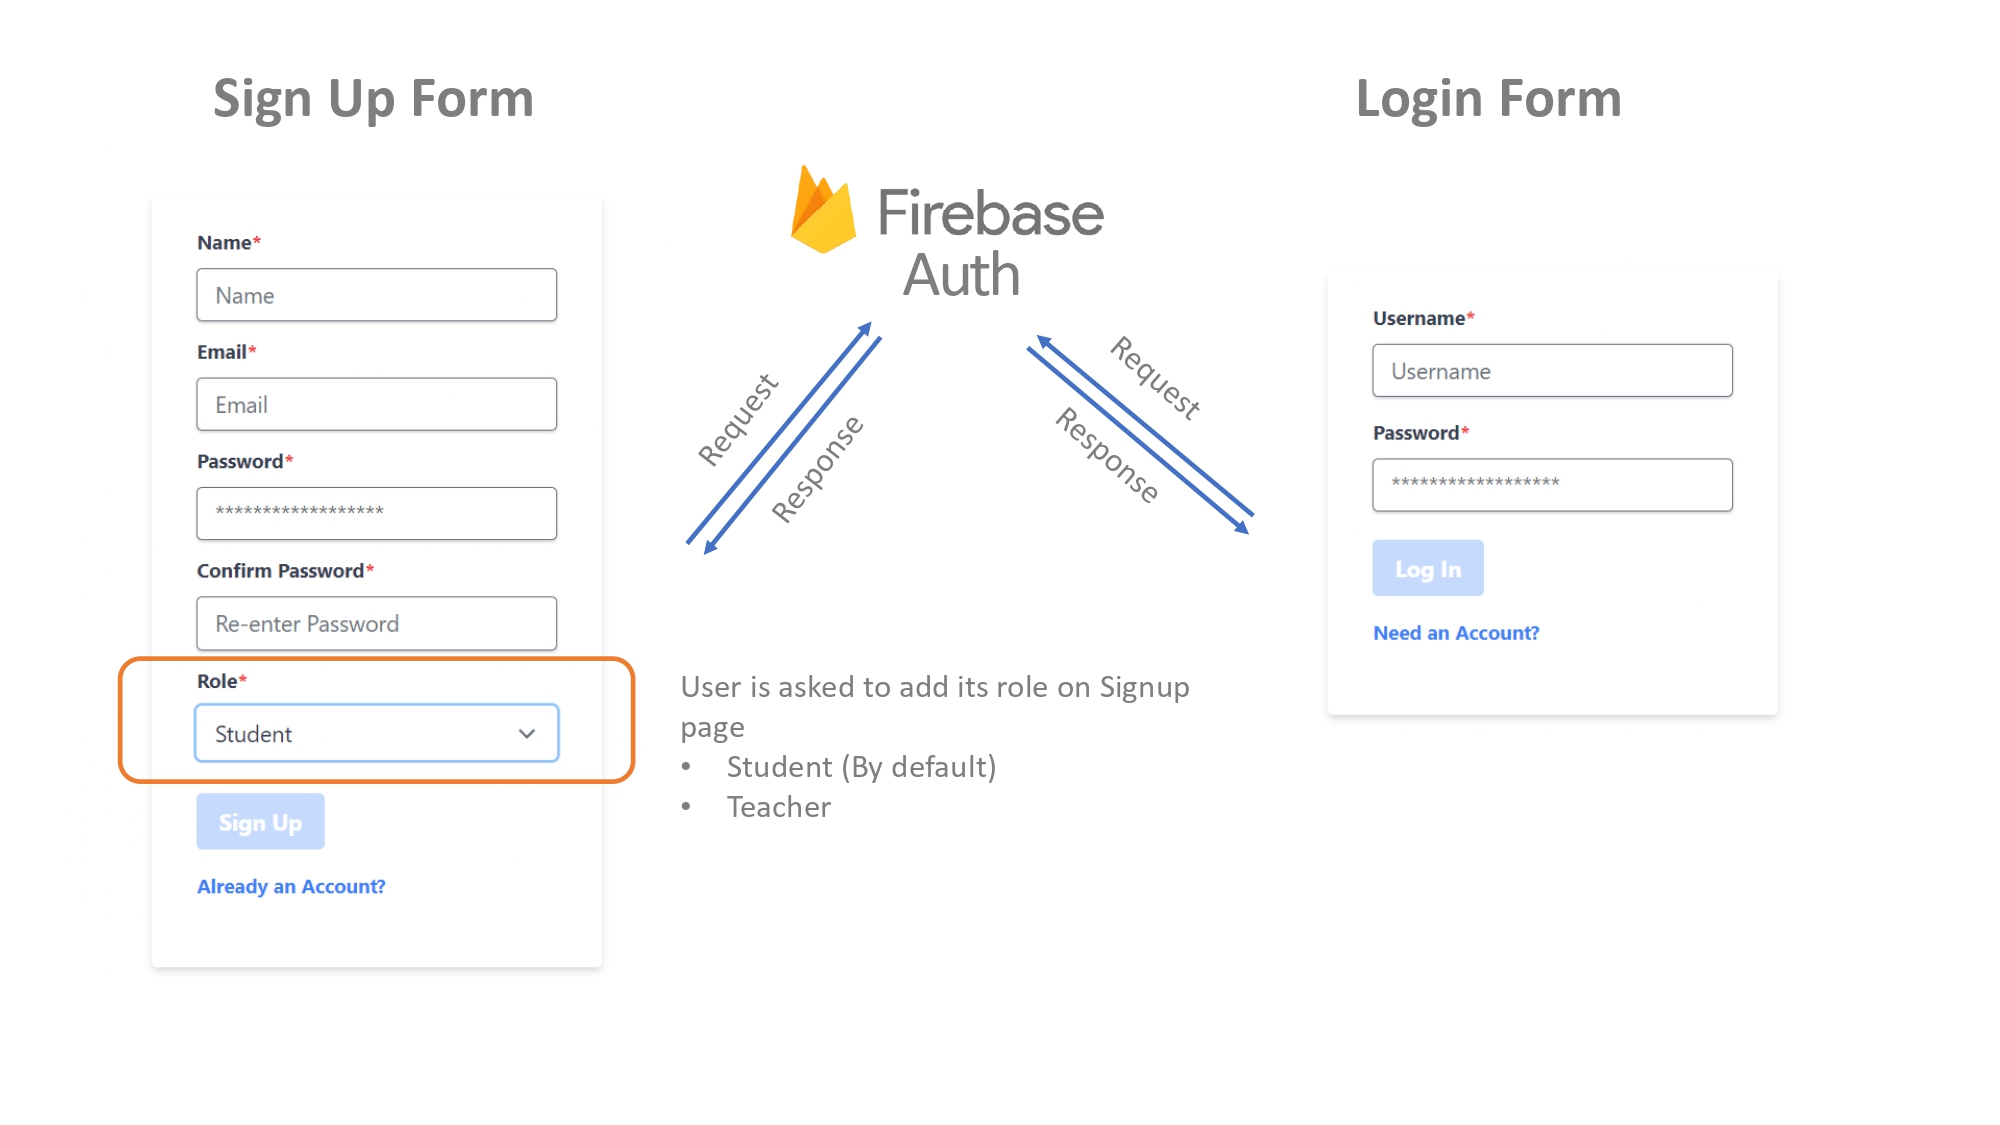 Sign Up Form
Name*
Name
Email*
Email
Password*
******************
Confirm Password*
Re-enter Password
Role*
Student
Sign Up
Already an Account?
Firebase
Auth
Request
Response
Request
Response
User is asked to add its role on Signup
page
• Student (By default)
• Teacher
Login Form
Username*
Username
Password*
******************
Log In
Need an Account?